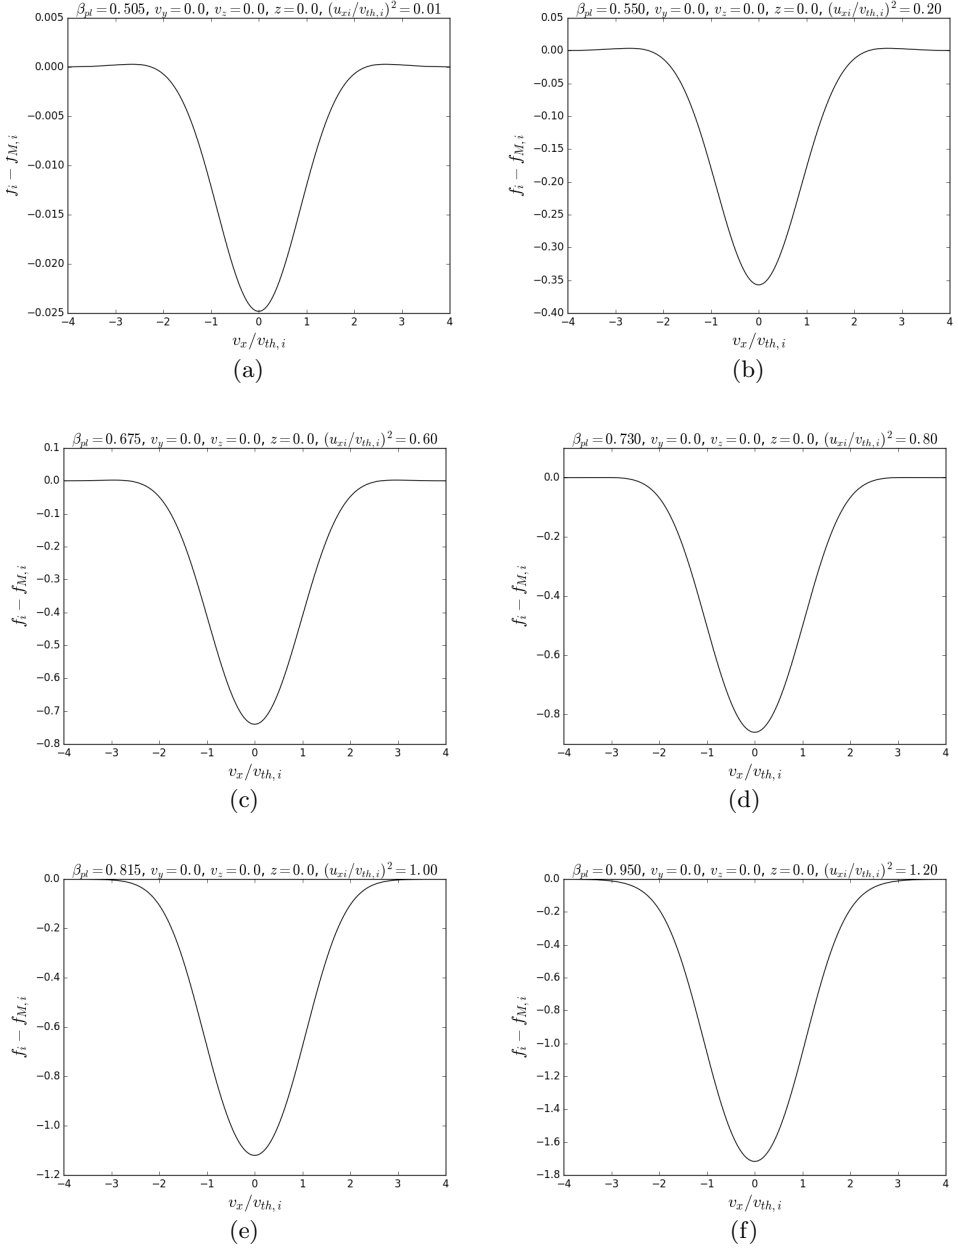 β_pl = 0.505, v_y = 0.0, v_z = 0.0, z = 0.0, (u_xi/v_th,i)^2 = 0.01
0.005
0.000
−0.005
−0.010
−0.015
−0.020
−0.025
f_i − f_M,i
−4 −3 −2 −1 0 1 2 3 4
v_x/v_th,i
(a)
β_pl = 0.550, v_y = 0.0, v_z = 0.0, z = 0.0, (u_xi/v_th,i)^2 = 0.20
0.05
0.00
−0.05
−0.10
−0.15
−0.20
−0.25
−0.30
−0.35
−0.40
f_i − f_M,i
−4 −3 −2 −1 0 1 2 3 4
v_x/v_th,i
(b)
β_pl = 0.675, v_y = 0.0, v_z = 0.0, z = 0.0, (u_xi/v_th,i)^2 = 0.60
0.1
0.0
−0.1
−0.2
−0.3
−0.4
−0.5
−0.6
−0.7
−0.8
f_i − f_M,i
−4 −3 −2 −1 0 1 2 3 4
v_x/v_th,i
(c)
β_pl = 0.730, v_y = 0.0, v_z = 0.0, z = 0.0, (u_xi/v_th,i)^2 = 0.80
0.0
−0.2
−0.4
−0.6
−0.8
f_i − f_M,i
−4 −3 −2 −1 0 1 2 3 4
v_x/v_th,i
(d)
β_pl = 0.815, v_y = 0.0, v_z = 0.0, z = 0.0, (u_xi/v_th,i)^2 = 1.00
0.0
−0.2
−0.4
−0.6
−0.8
−1.0
−1.2
f_i − f_M,i
−4 −3 −2 −1 0 1 2 3 4
v_x/v_th,i
(e)
β_pl = 0.950, v_y = 0.0, v_z = 0.0, z = 0.0, (u_xi/v_th,i)^2 = 1.20
0.0
−0.2
−0.4
−0.6
−0.8
−1.0
−1.2
−1.4
−1.6
−1.8
f_i − f_M,i
−4 −3 −2 −1 0 1 2 3 4
v_x/v_th,i
(f)